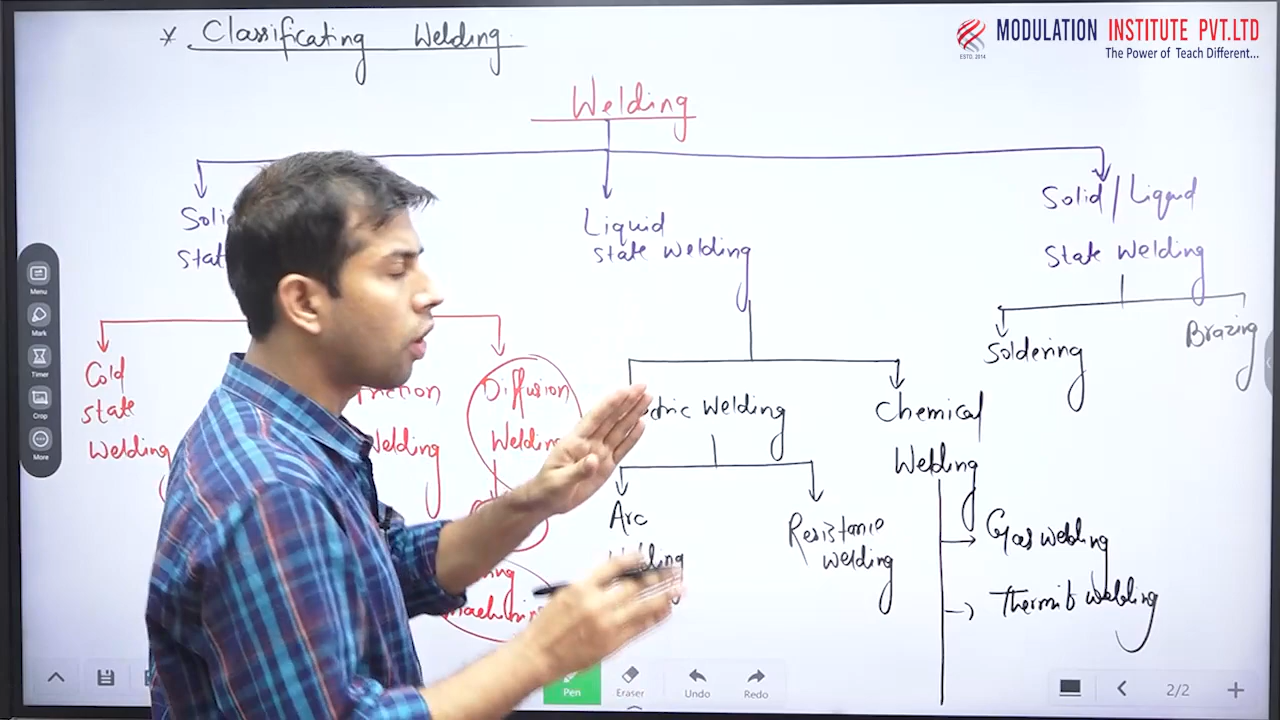 * Classificating Welding
MODULATION INSTITUTE PVT.LTD
The Power of Teach Different...
ESTD. 2014
Welding
Liquid
State Welding
Solid/Liquid
State Welding
Soldering
Brazing
Cold
State
Welding
Diffusion
Welding
Welding
Chemical
Welding
Arc
Resistance
Welding
Gas welding
Thermit welding
Menu
Mark
Timer
Crop
More
Pen
Eraser
Undo
Redo
2/2